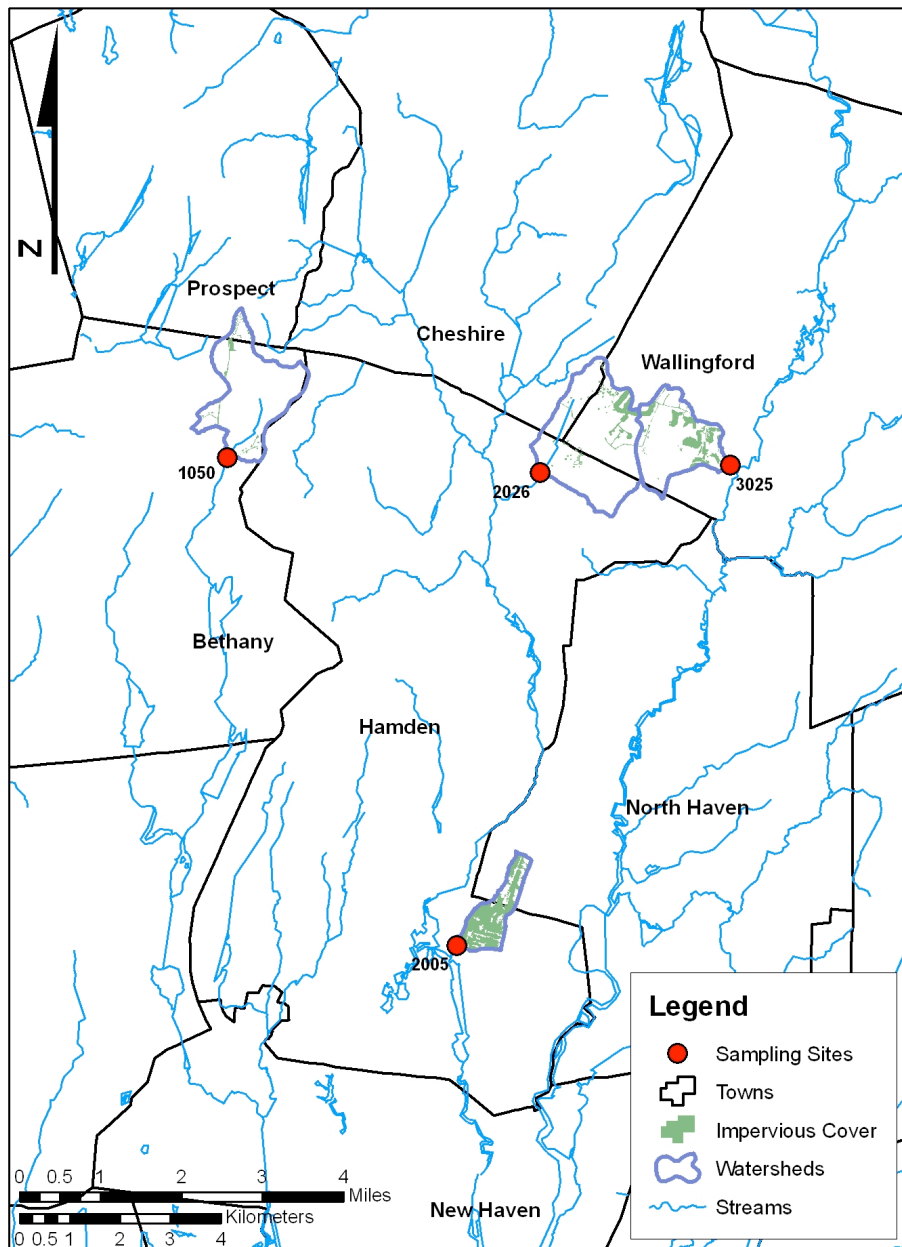 N
Prospect
Cheshire
Wallingford
1050
2026
3025
Bethany
Hamden
North Haven
2005
New Haven
Legend
Sampling Sites
Towns
Impervious Cover
Watersheds
Streams
0 0.5 1 2 3 4
Miles
Kilometers
0 0.5 1 2 3 4